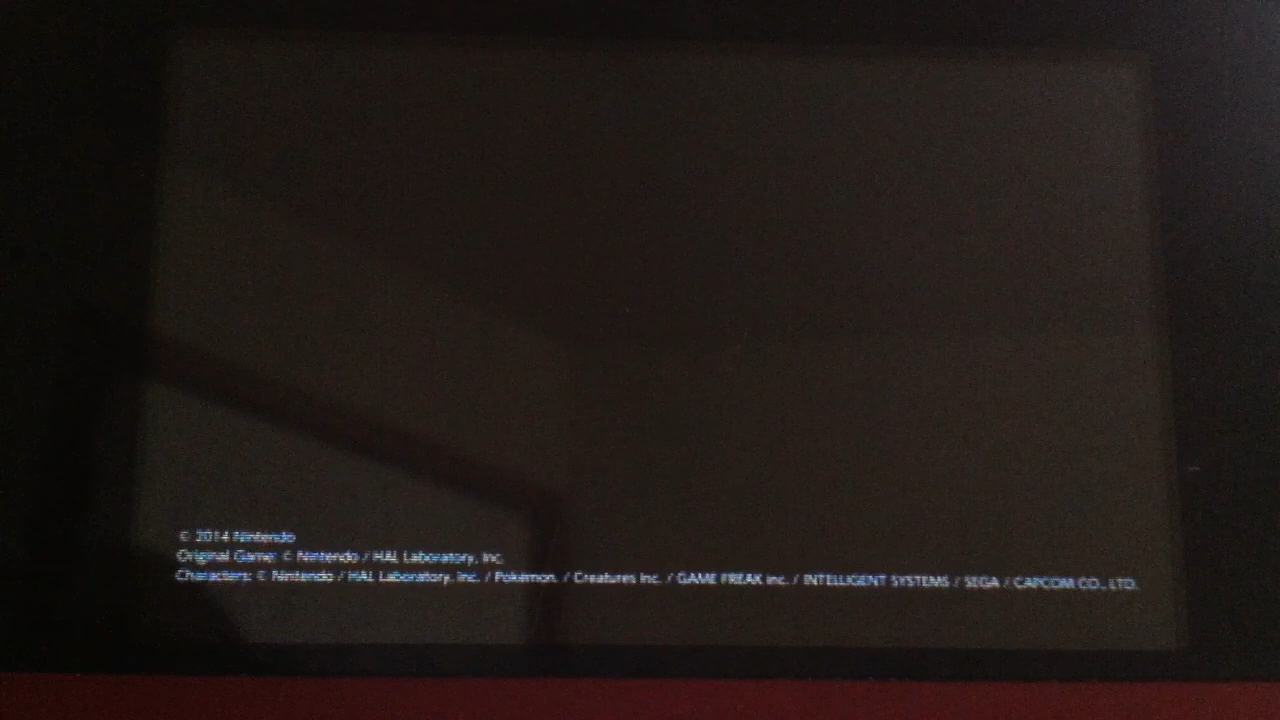 © 2014 Nintendo
Original Game: © Nintendo / HAL Laboratory, Inc.
Characters: © Nintendo / HAL Laboratory, Inc. / Pokémon. / Creatures Inc. / GAME FREAK inc. / INTELLIGENT SYSTEMS / SEGA / CAPCOM CO., LTD.